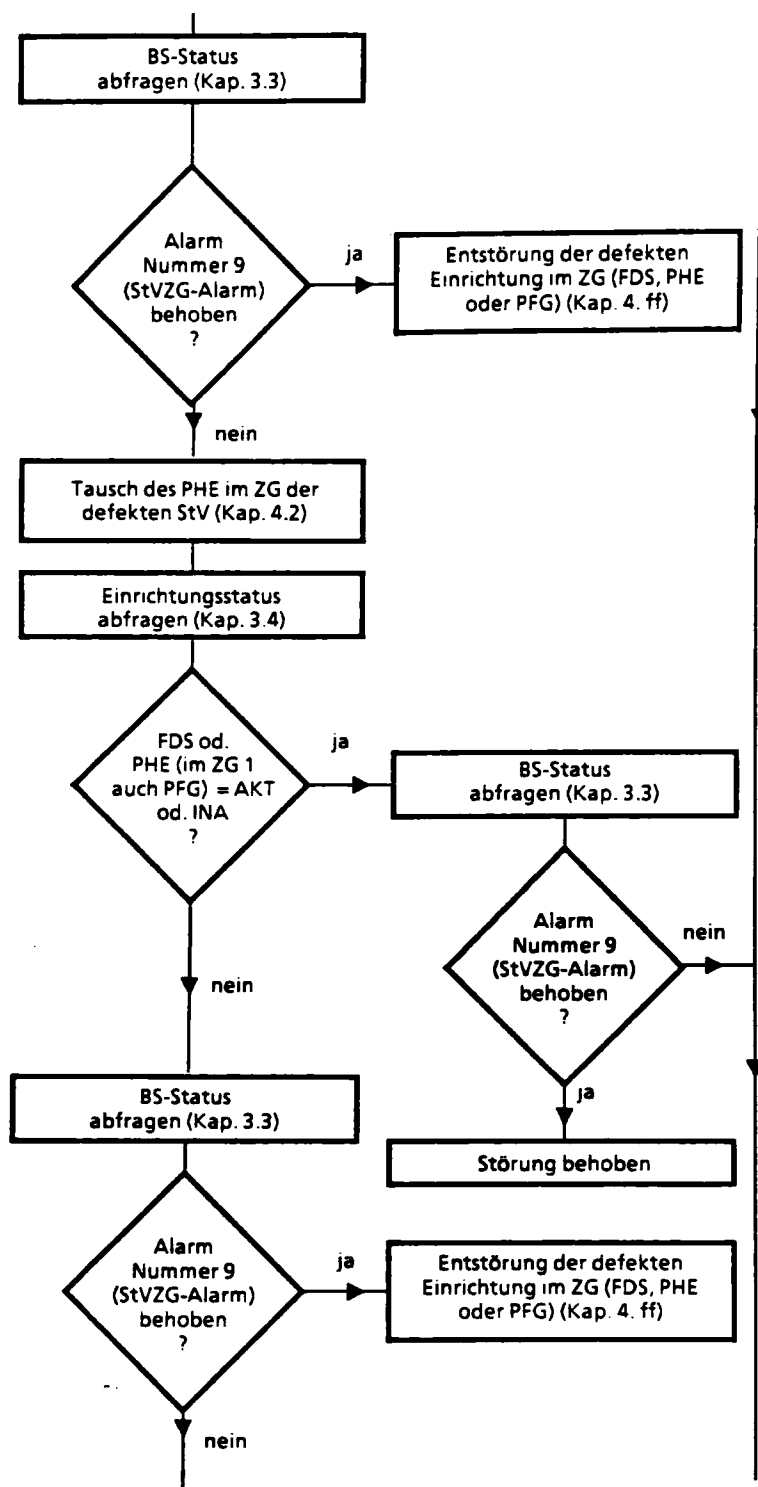 BS-Status
abfragen (Kap. 3.3)
Alarm
Nummer 9
(StVZG-Alarm)
behoben
?
ja
Entstörung der defekten
Einrichtung im ZG (FDS, PHE
oder PFG) (Kap. 4. ff)
nein
Tausch des PHE im ZG der
defekten StV (Kap. 4.2)
Einrichtungsstatus
abfragen (Kap. 3.4)
FDS od.
PHE (im ZG 1
auch PFG) = AKT
od. INA
?
ja
BS-Status
abfragen (Kap. 3.3)
Alarm
Nummer 9
(StVZG-Alarm)
behoben
?
nein
ja
Störung behoben
nein
BS-Status
abfragen (Kap. 3.3)
Alarm
Nummer 9
(StVZG-Alarm)
behoben
?
ja
Entstörung der defekten
Einrichtung im ZG (FDS, PHE
oder PFG) (Kap. 4. ff)
nein